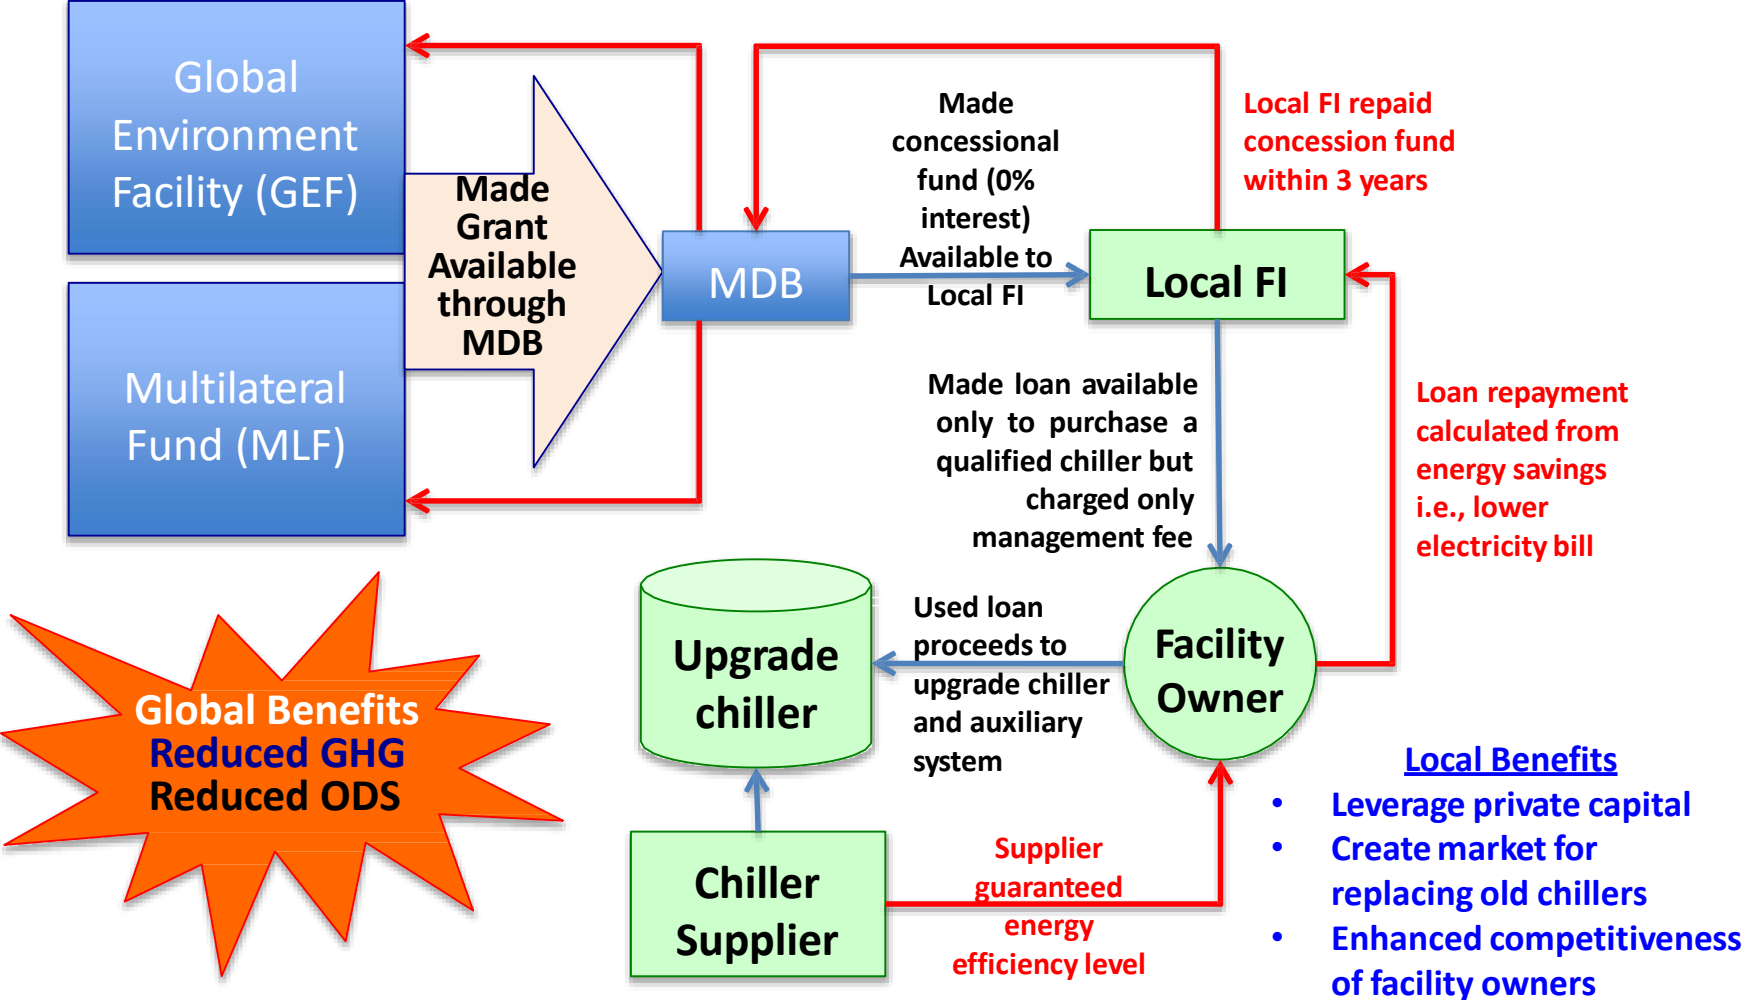 Global
Environment
Facility (GEF)
Multilateral
Fund (MLF)
Made
Grant
Available
through
MDB
MDB
Made
concessional
fund (0%
interest)
Available to
Local FI
Local FI repaid
concession fund
within 3 years
Local FI
Made loan available
only to purchase a
qualified chiller but
charged only
management fee
Loan repayment
calculated from
energy savings
i.e., lower
electricity bill
Upgrade
chiller
Used loan
proceeds to
upgrade chiller
and auxiliary
system
Facility
Owner
Global Benefits
Reduced GHG
Reduced ODS
Chiller
Supplier
Supplier
guaranteed
energy
efficiency level
Local Benefits
• Leverage private capital
• Create market for
replacing old chillers
• Enhanced competitiveness
of facility owners